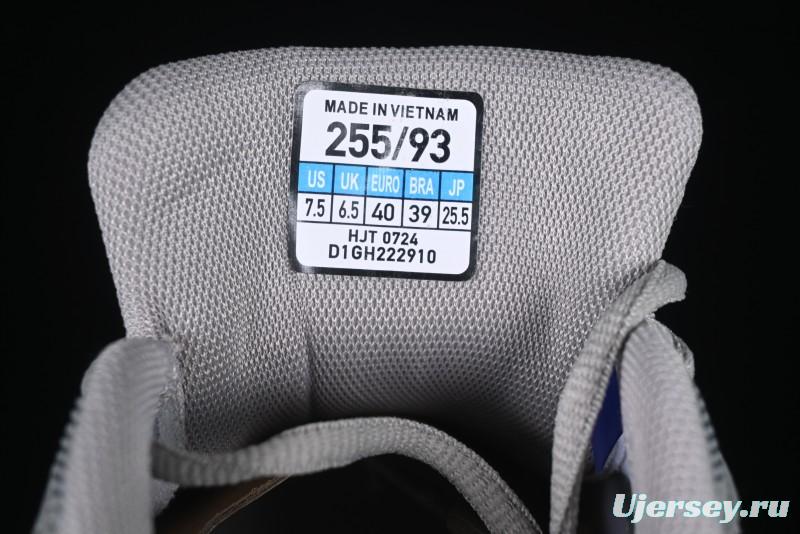 MADE IN VIETNAM
255/93
US UK EURO BRA JP
7.5 6.5 40 39 25.5
HJT 0724
D1GH222910
Ujersey.ru